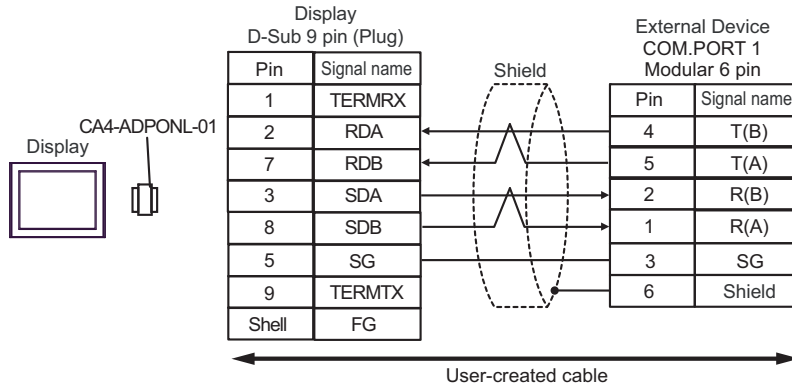 Display
D-Sub 9 pin (Plug)
External Device
COM.PORT 1
Modular 6 pin
Pin Signal name
Shield
Pin Signal name
CA4-ADPONL-01
Display
1 TERMRX
2 RDA
4 T(B)
7 RDB
5 T(A)
3 SDA
2 R(B)
8 SDB
1 R(A)
5 SG
3 SG
9 TERMTX
6 Shield
Shell FG
User-created cable